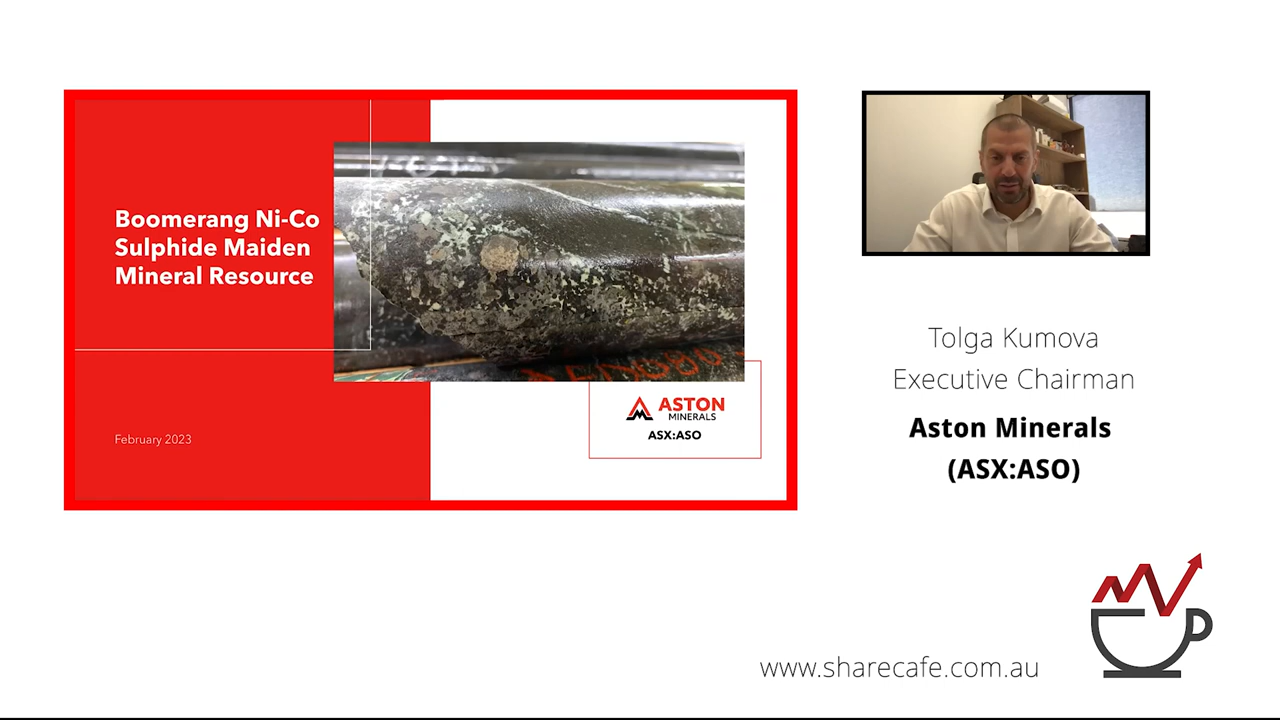 Boomerang Ni-Co
Sulphide Maiden
Mineral Resource
February 2023
ASTON
MINERALS
ASX:ASO
Tolga Kumova
Executive Chairman
Aston Minerals
(ASX:ASO)
www.sharecafe.com.au